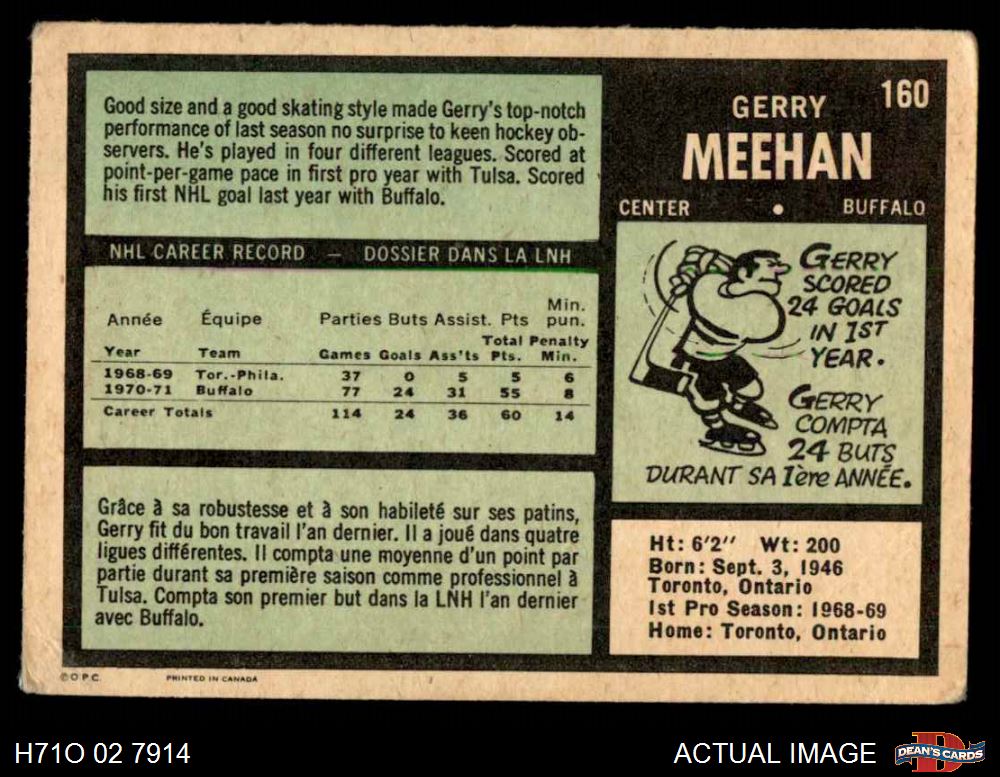 Good size and a good skating style made Gerry's top-notch
performance of last season no surprise to keen hockey ob-
servers. He's played in four different leagues. Scored at
point-per-game pace in first pro year with Tulsa. Scored
his first NHL goal last year with Buffalo.
160
GERRY
MEEHAN
CENTER • BUFFALO
NHL CAREER RECORD — DOSSIER DANS LA LNH
Année Équipe Parties Buts Assist. Pts Min. pun.
Year Team Games Goals Ass'ts Total Pts. Penalty Min.
1968-69 Tor.-Phila. 37 0 5 5 6
1970-71 Buffalo 77 24 31 55 8
Career Totals 114 24 36 60 14
GERRY
SCORED
24 GOALS
IN 1ST
YEAR.
GERRY
COMPTA
24 BUTS
DURANT SA 1ère ANNÉE.
Grâce à sa robustesse et à son habileté sur ses patins,
Gerry fit du bon travail l'an dernier. Il a joué dans quatre
ligues différentes. Il compta une moyenne d'un point par
partie durant sa première saison comme professionnel à
Tulsa. Compta son premier but dans la LNH l'an dernier
avec Buffalo.
Ht: 6'2" Wt: 200
Born: Sept. 3, 1946
Toronto, Ontario
1st Pro Season: 1968-69
Home: Toronto, Ontario
©O.P.C. PRINTED IN CANADA
H71O 02 7914
ACTUAL IMAGE
DEAN'S CARDS